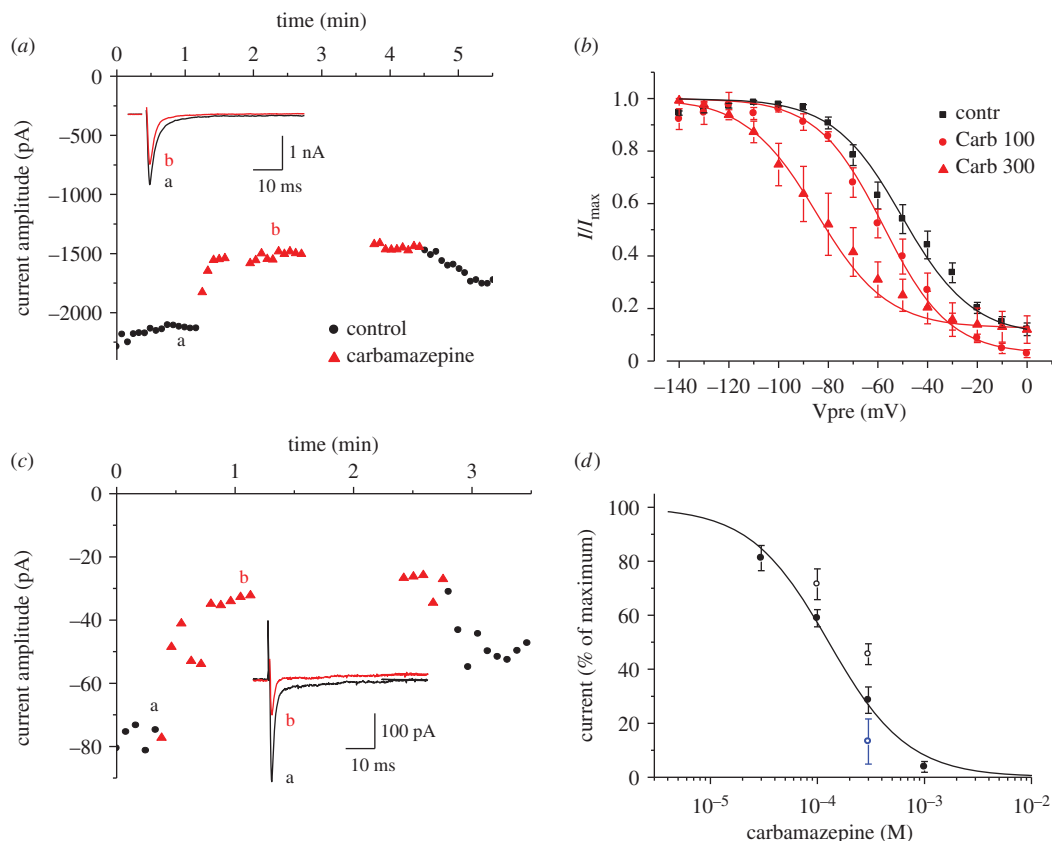 (a)
time (min)
0 1 2 3 4 5
0
–500
–1000
–1500
–2000
current amplitude (pA)
b
a
1 nA
10 ms
b
a
control
carbamazepine
(b)
contr
Carb 100
Carb 300
1.0
0.8
0.6
0.4
0.2
0
I/Imax
–140 –120 –100 –80 –60 –40 –20 0
Vpre (mV)
(c)
time (min)
0 1 2 3
0
–20
–40
–60
–80
current amplitude (pA)
b
a
b
a
100 pA
10 ms
(d)
100
80
60
40
20
0
current (% of maximum)
10–5 10–4 10–3 10–2
carbamazepine (M)